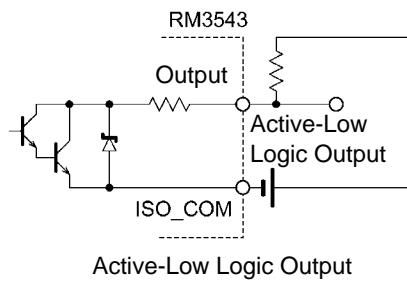 RM3543
Output
Active-Low
Logic Output
ISO_COM
Active-Low Logic Output